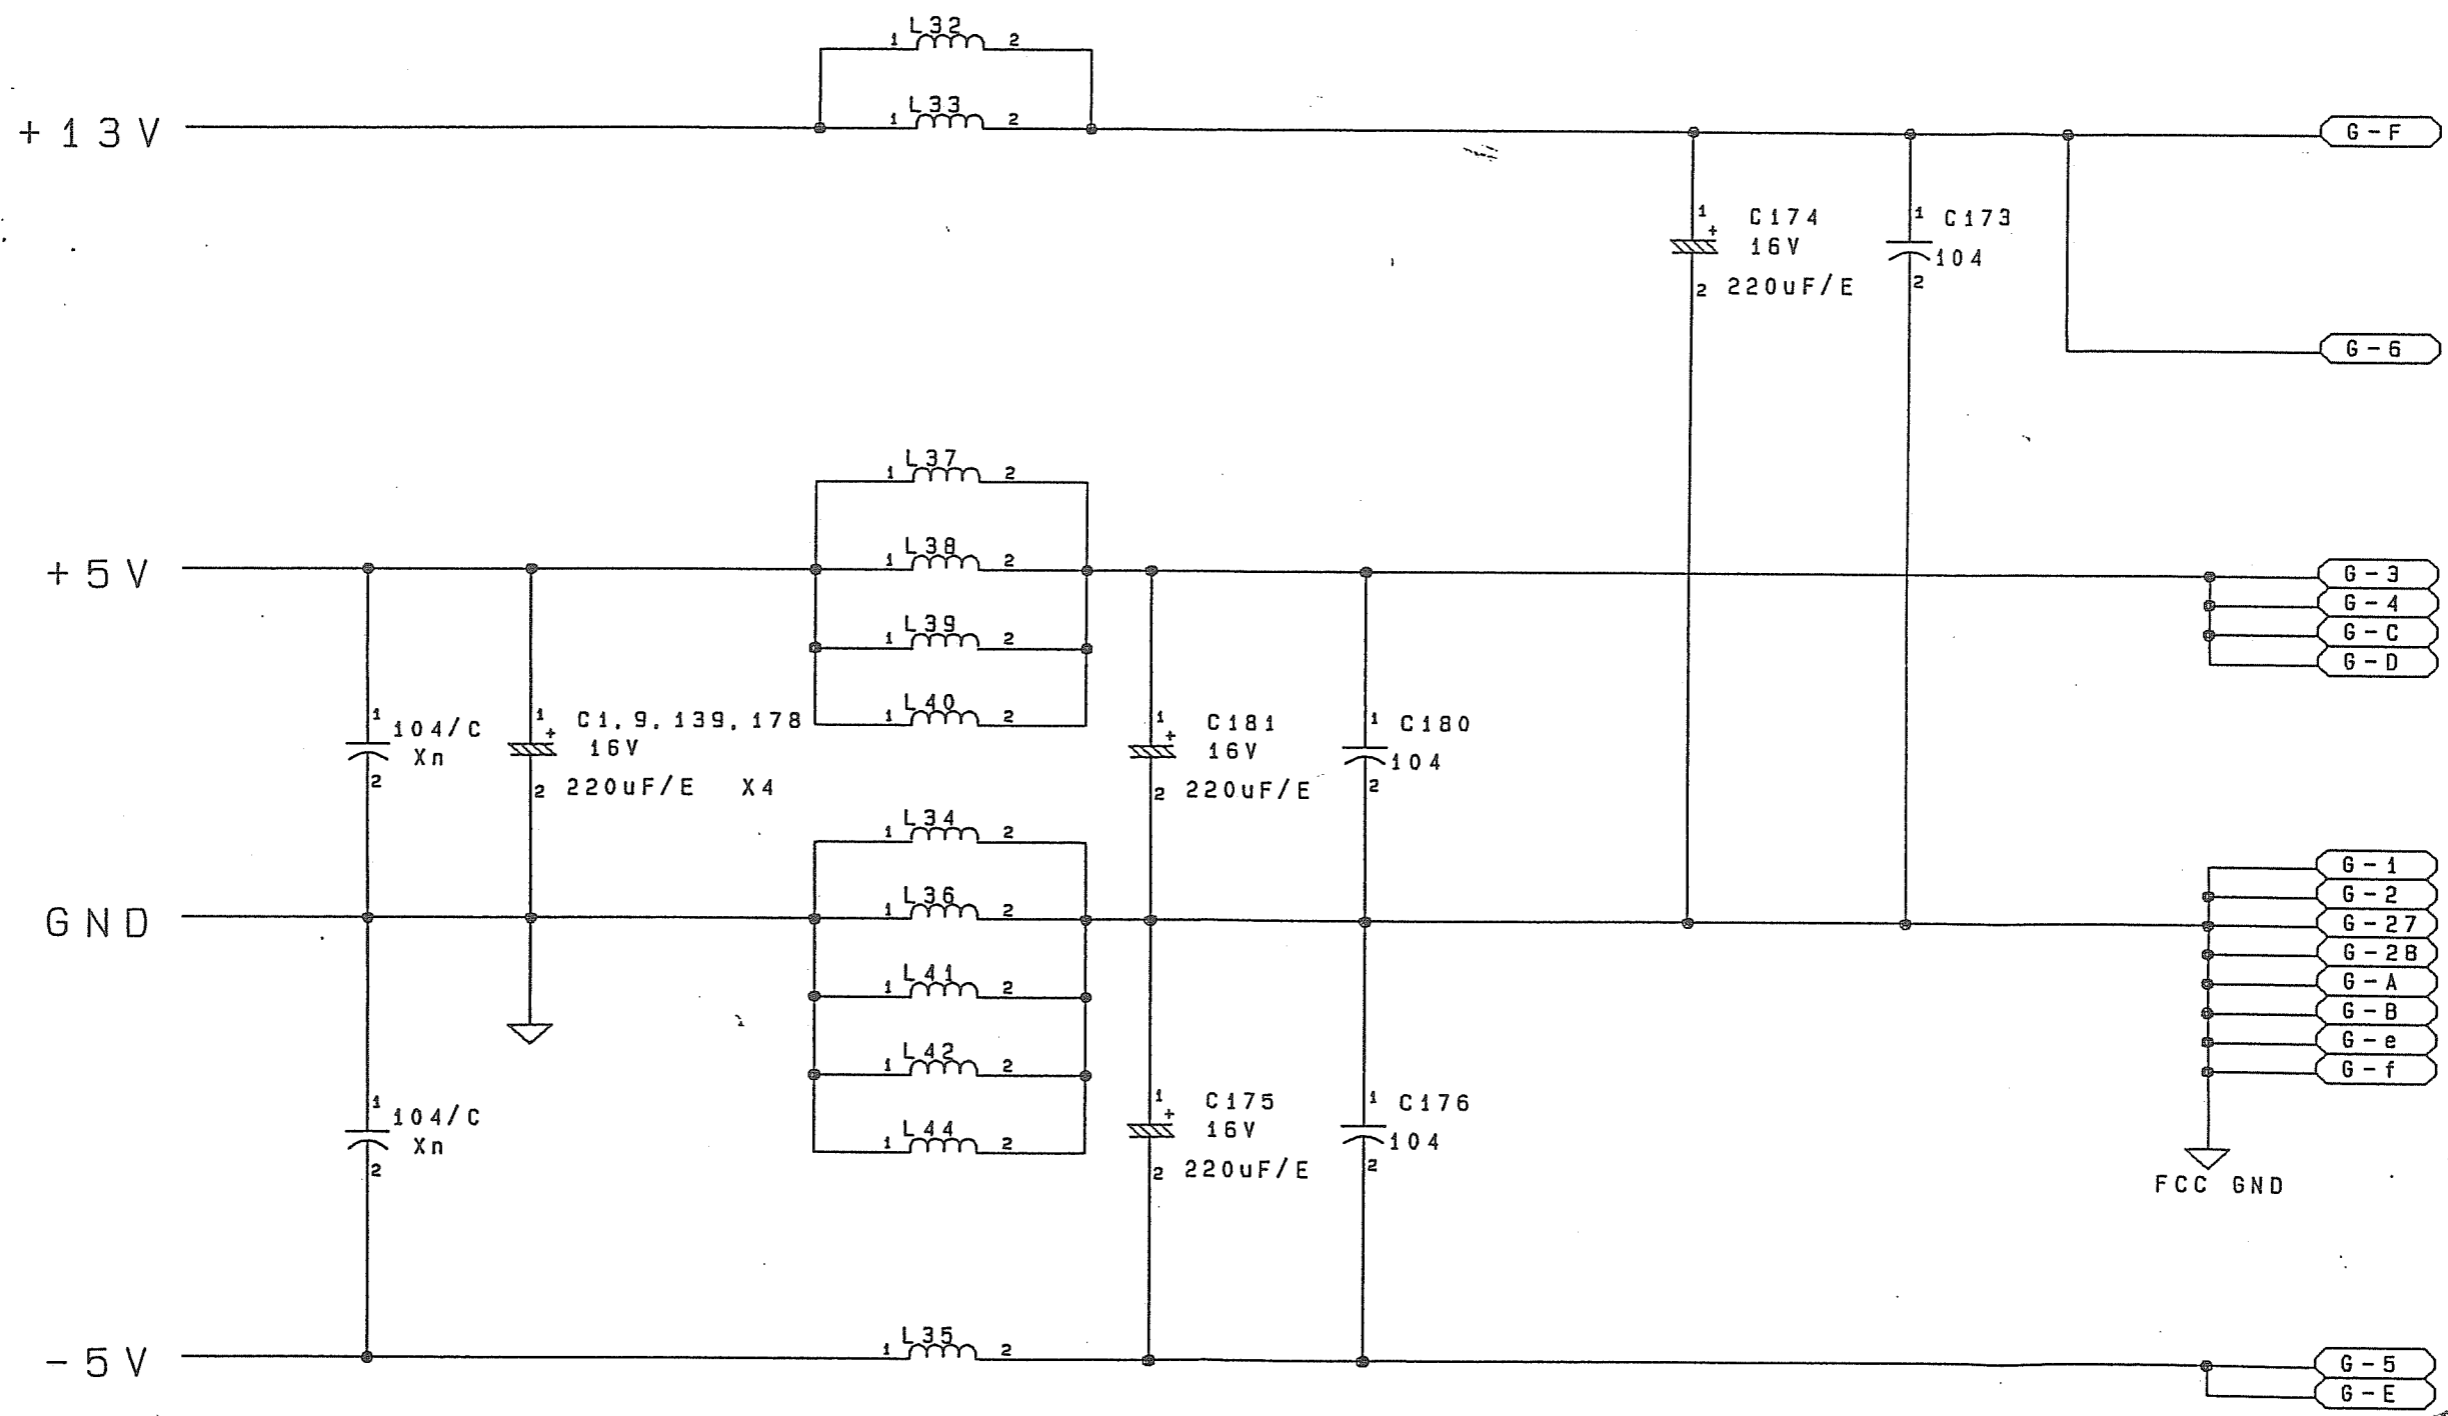 L32
1 2
L33
1 2
+13V
G-F
1 C174
+ 16V
2 220uF/E
1 C173
104
2
G-6
L37
1 2
L38
1 2
+5V
L39
1 2
L40
1 2
G-3
G-4
G-C
G-D
1 104/C
Xn
2
1 C1,9,139,178
+ 16V
2 220uF/E X4
1 C181
+ 16V
2 220uF/E
1 C180
104
2
L34
1 2
L36
1 2
GND
L41
1 2
L42
1 2
L44
1 2
G-1
G-2
G-27
G-28
G-A
G-B
G-e
G-f
1 104/C
Xn
2
1 C175
+ 16V
2 220uF/E
1 C176
104
2
FCC GND
L35
1 2
-5V
G-5
G-E